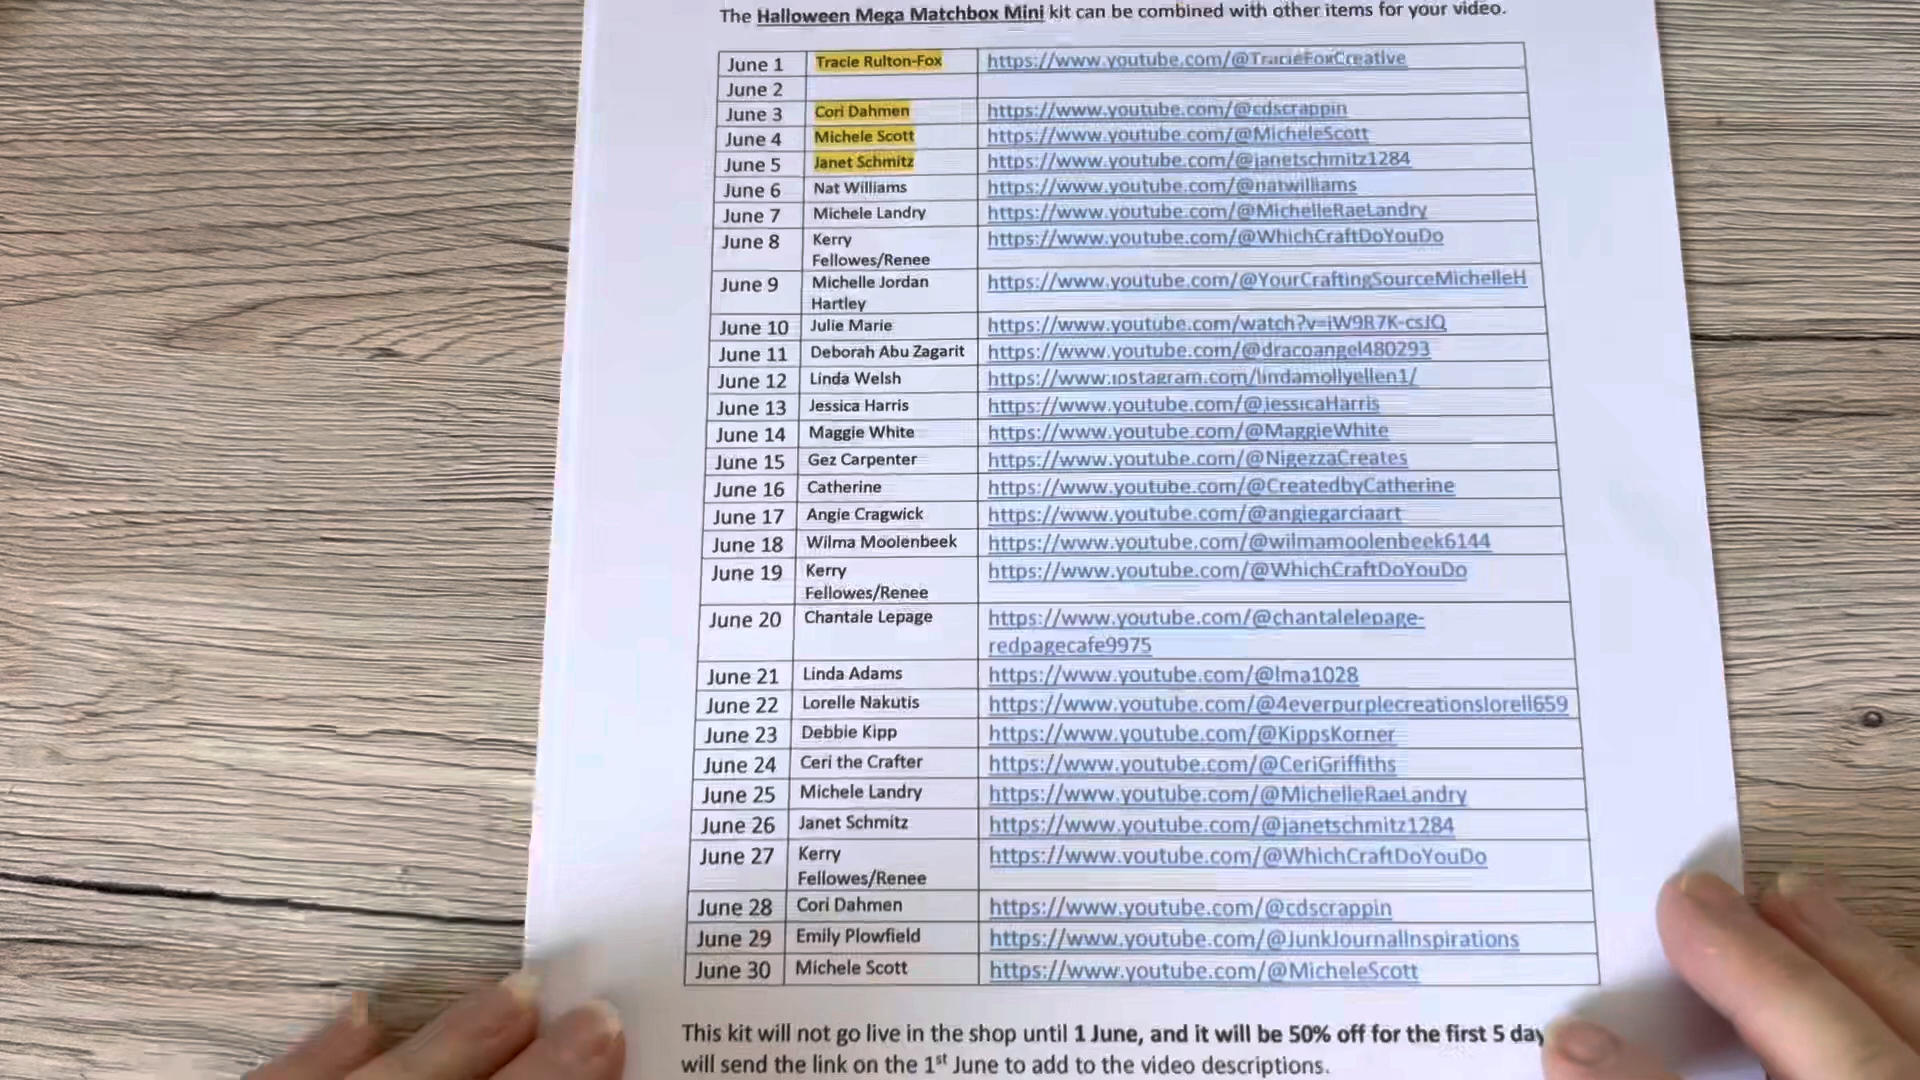 The Halloween Mega Matchbox Mini kit can be combined with other items for your video.
June 1 Tracie Rulton-Fox https://www.youtube.com/@TracieFoxCreative
June 2
June 3 Cori Dahmen https://www.youtube.com/@cdscrappin
June 4 Michele Scott https://www.youtube.com/@MicheleScott
June 5 Janet Schmitz https://www.youtube.com/@janetschmitz1284
June 6 Nat Williams https://www.youtube.com/@natwilliams
June 7 Michele Landry https://www.youtube.com/@MichelleRaeLandry
June 8 Kerry https://www.youtube.com/@WhichCraftDoYouDo
Fellowes/Renee
June 9 Michelle Jordan https://www.youtube.com/@YourCraftingSourceMichelleH
Hartley
June 10 Julie Marie https://www.youtube.com/watch?v=iW9R7K-csJQ
June 11 Deborah Abu Zagarit https://www.youtube.com/@dracoangel480293
June 12 Linda Welsh https://www.instagram.com/lindamollyellen1/
June 13 Jessica Harris https://www.youtube.com/@jessicaHarris
June 14 Maggie White https://www.youtube.com/@MaggieWhite
June 15 Gez Carpenter https://www.youtube.com/@NigezzaCreates
June 16 Catherine https://www.youtube.com/@CreatedbyCatherine
June 17 Angie Cragwick https://www.youtube.com/@angiegarciaart
June 18 Wilma Moolenbeek https://www.youtube.com/@wilmamoolenbeek6144
June 19 Kerry https://www.youtube.com/@WhichCraftDoYouDo
Fellowes/Renee
June 20 Chantale Lepage https://www.youtube.com/@chantalelepage-
redpagecafe9975
June 21 Linda Adams https://www.youtube.com/@lma1028
June 22 Lorelle Nakutis https://www.youtube.com/@4everpurplecreationslorell659
June 23 Debbie Kipp https://www.youtube.com/@KippsKorner
June 24 Ceri the Crafter https://www.youtube.com/@CeriGriffiths
June 25 Michele Landry https://www.youtube.com/@MichelleRaeLandry
June 26 Janet Schmitz https://www.youtube.com/@janetschmitz1284
June 27 Kerry https://www.youtube.com/@WhichCraftDoYouDo
Fellowes/Renee
June 28 Cori Dahmen https://www.youtube.com/@cdscrappin
June 29 Emily Plowfield https://www.youtube.com/@JunkJournalInspirations
June 30 Michele Scott https://www.youtube.com/@MicheleScott
This kit will not go live in the shop until 1 June, and it will be 50% off for the first 5 day
will send the link on the 1st June to add to the video descriptions.